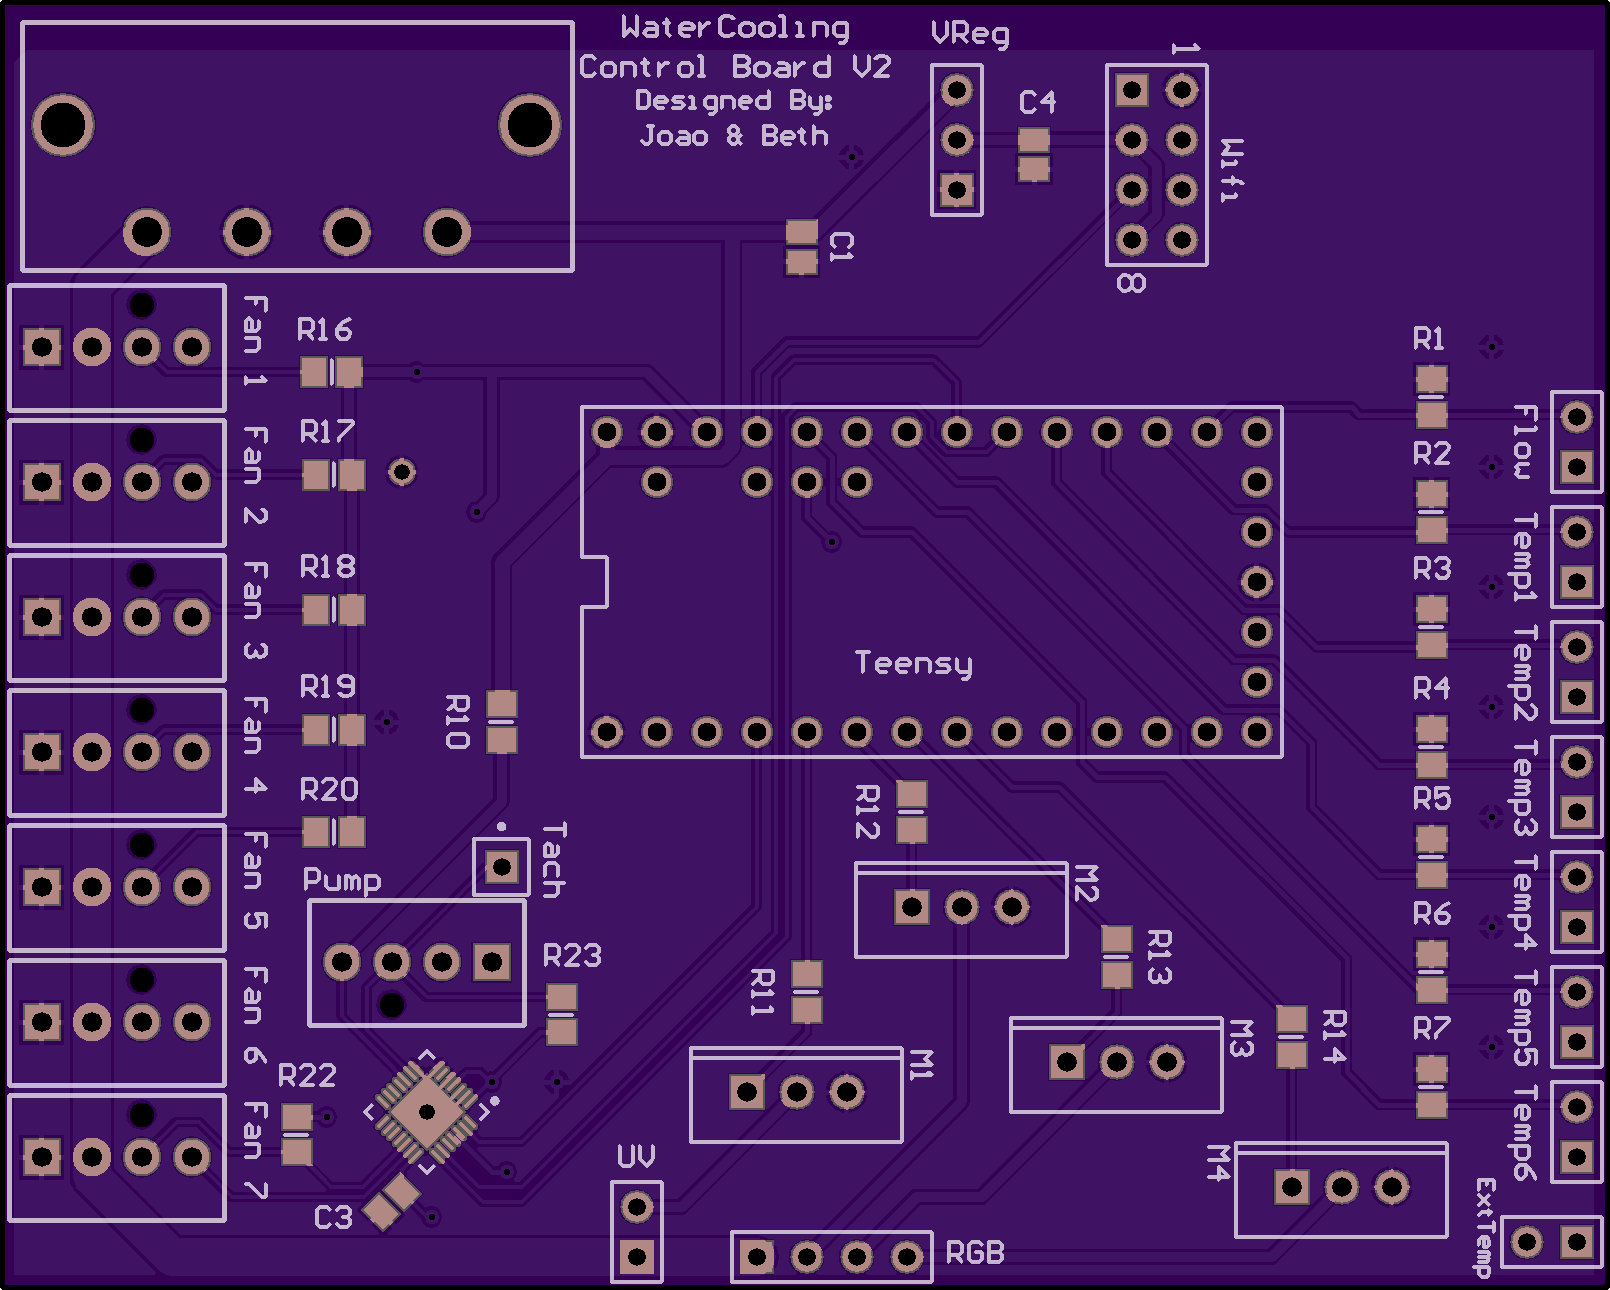 WaterCooling
Control Board V2
Designed By:
Joao & Beth
VReg
C4
1
Wifi
8
C1
Fan 1
R16
Fan 2
R17
Fan 3
R18
Fan 4
R19
Fan 5
R20
Fan 6
Fan 7
R10
Tach
Pump
R23
R22
C3
Teensy
R12
M2
R11
M1
R13
M3
R14
M4
UV
RGB
R1
Flow
R2
Temp1
R3
Temp2
R4
Temp3
R5
Temp4
R6
Temp5
R7
Temp6
ExtTemp